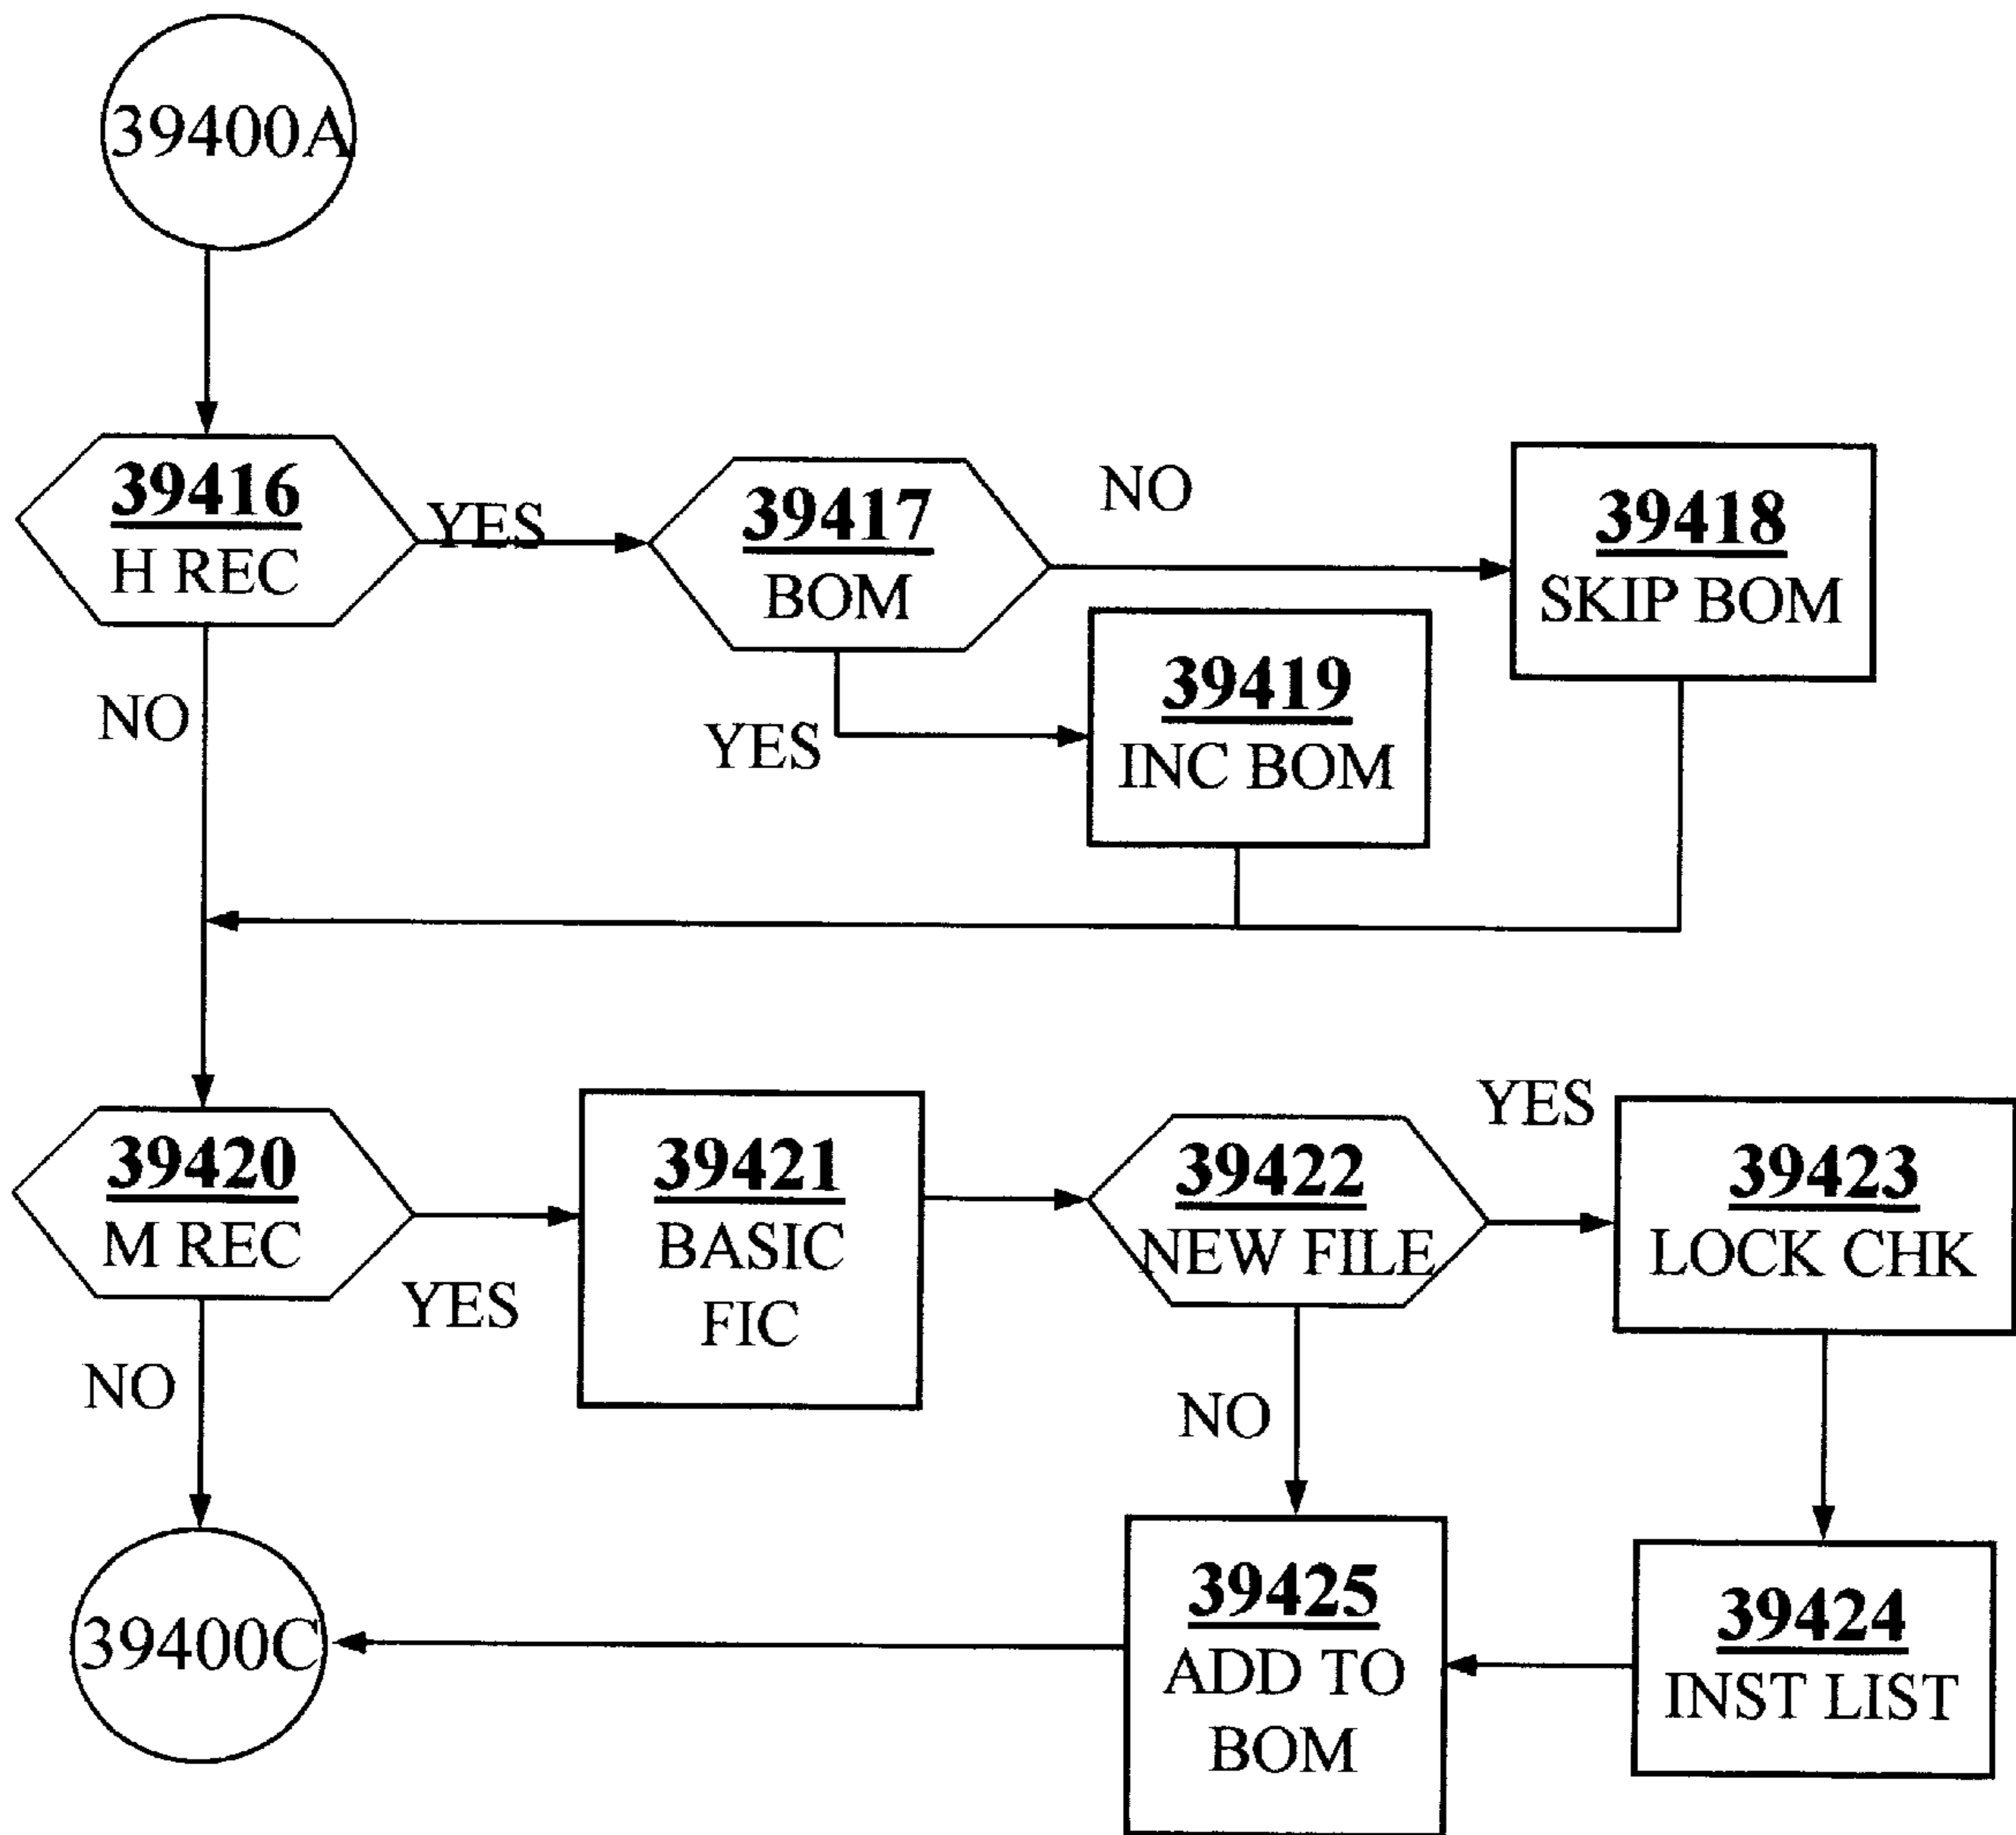 39400A
39416
H REC
YES
39417
BOM
NO
39418
SKIP BOM
NO
YES
39419
INC BOM
39420
M REC
YES
39421
BASIC
FIC
39422
NEW FILE
YES
39423
LOCK CHK
NO
NO
39400C
39425
ADD TO
BOM
39424
INST LIST